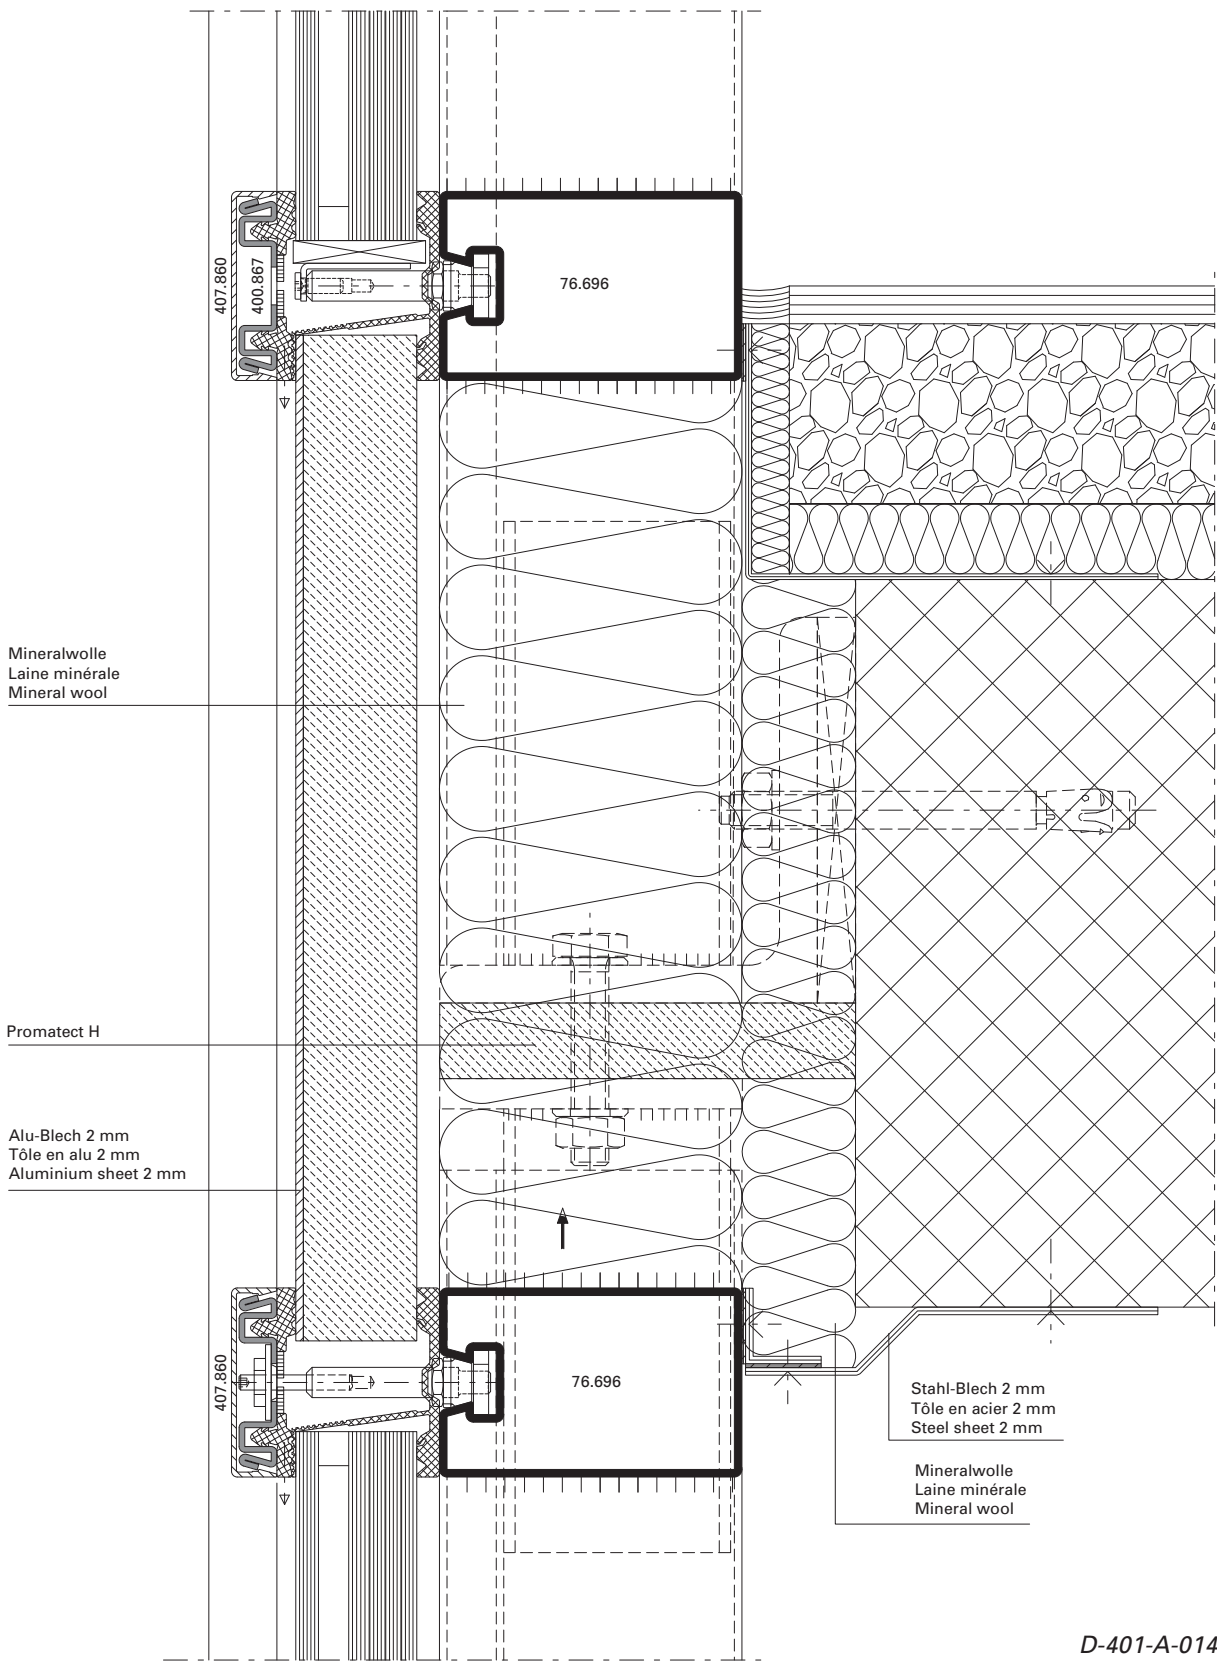 407.860
400.867
76.696
Mineralwolle
Laine minérale
Mineral wool
Promatect H
Alu-Blech 2 mm
Tôle en alu 2 mm
Aluminium sheet 2 mm
407.860
76.696
Stahl-Blech 2 mm
Tôle en acier 2 mm
Steel sheet 2 mm
Mineralwolle
Laine minérale
Mineral wool
D-401-A-014